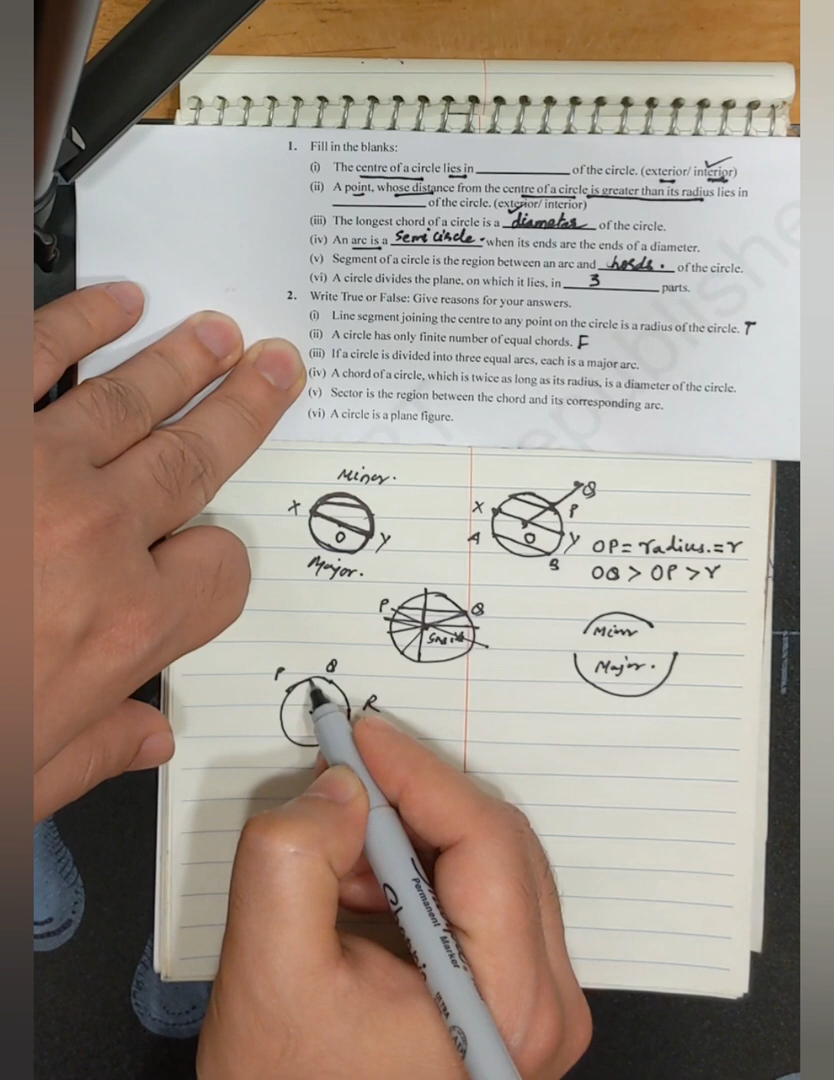 1. Fill in the blanks:
(i) The centre of a circle lies in ____________ of the circle. (exterior/ interior)
(ii) A point, whose distance from the centre of a circle is greater than its radius lies in
____________ of the circle. (exterior/ interior)
(iii) The longest chord of a circle is a diameter of the circle.
(iv) An arc is a Semi circle. when its ends are the ends of a diameter.
(v) Segment of a circle is the region between an arc and chords. of the circle.
(vi) A circle divides the plane, on which it lies, in 3 parts.
2. Write True or False: Give reasons for your answers.
(i) Line segment joining the centre to any point on the circle is a radius of the circle. T
(ii) A circle has only finite number of equal chords. F
(iii) If a circle is divided into three equal arcs, each is a major arc.
(iv) A chord of a circle, which is twice as long as its radius, is a diameter of the circle.
(v) Sector is the region between the chord and its corresponding arc.
(vi) A circle is a plane figure.
Minor.
X O Y
Major.
X Q P
A O Y
B
OP = radius. = r
OQ > OP > r
P Q
Minor
Major.
P Q
R
Permanent Marker
Sharpie
ULTRA